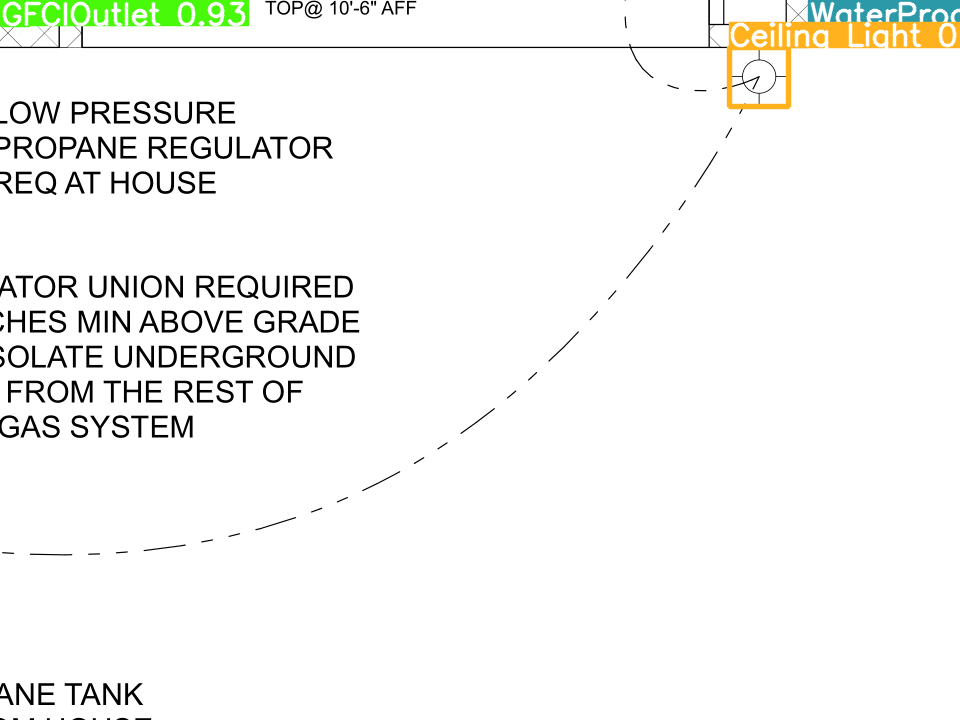 GFCIOutlet 0.93
TOP@ 10'-6" AFF
WaterProo
Ceiling Light 0
LOW PRESSURE
PROPANE REGULATOR
REQ AT HOUSE
ATOR UNION REQUIRED
CHES MIN ABOVE GRADE
SOLATE UNDERGROUND
FROM THE REST OF
GAS SYSTEM
ANE TANK